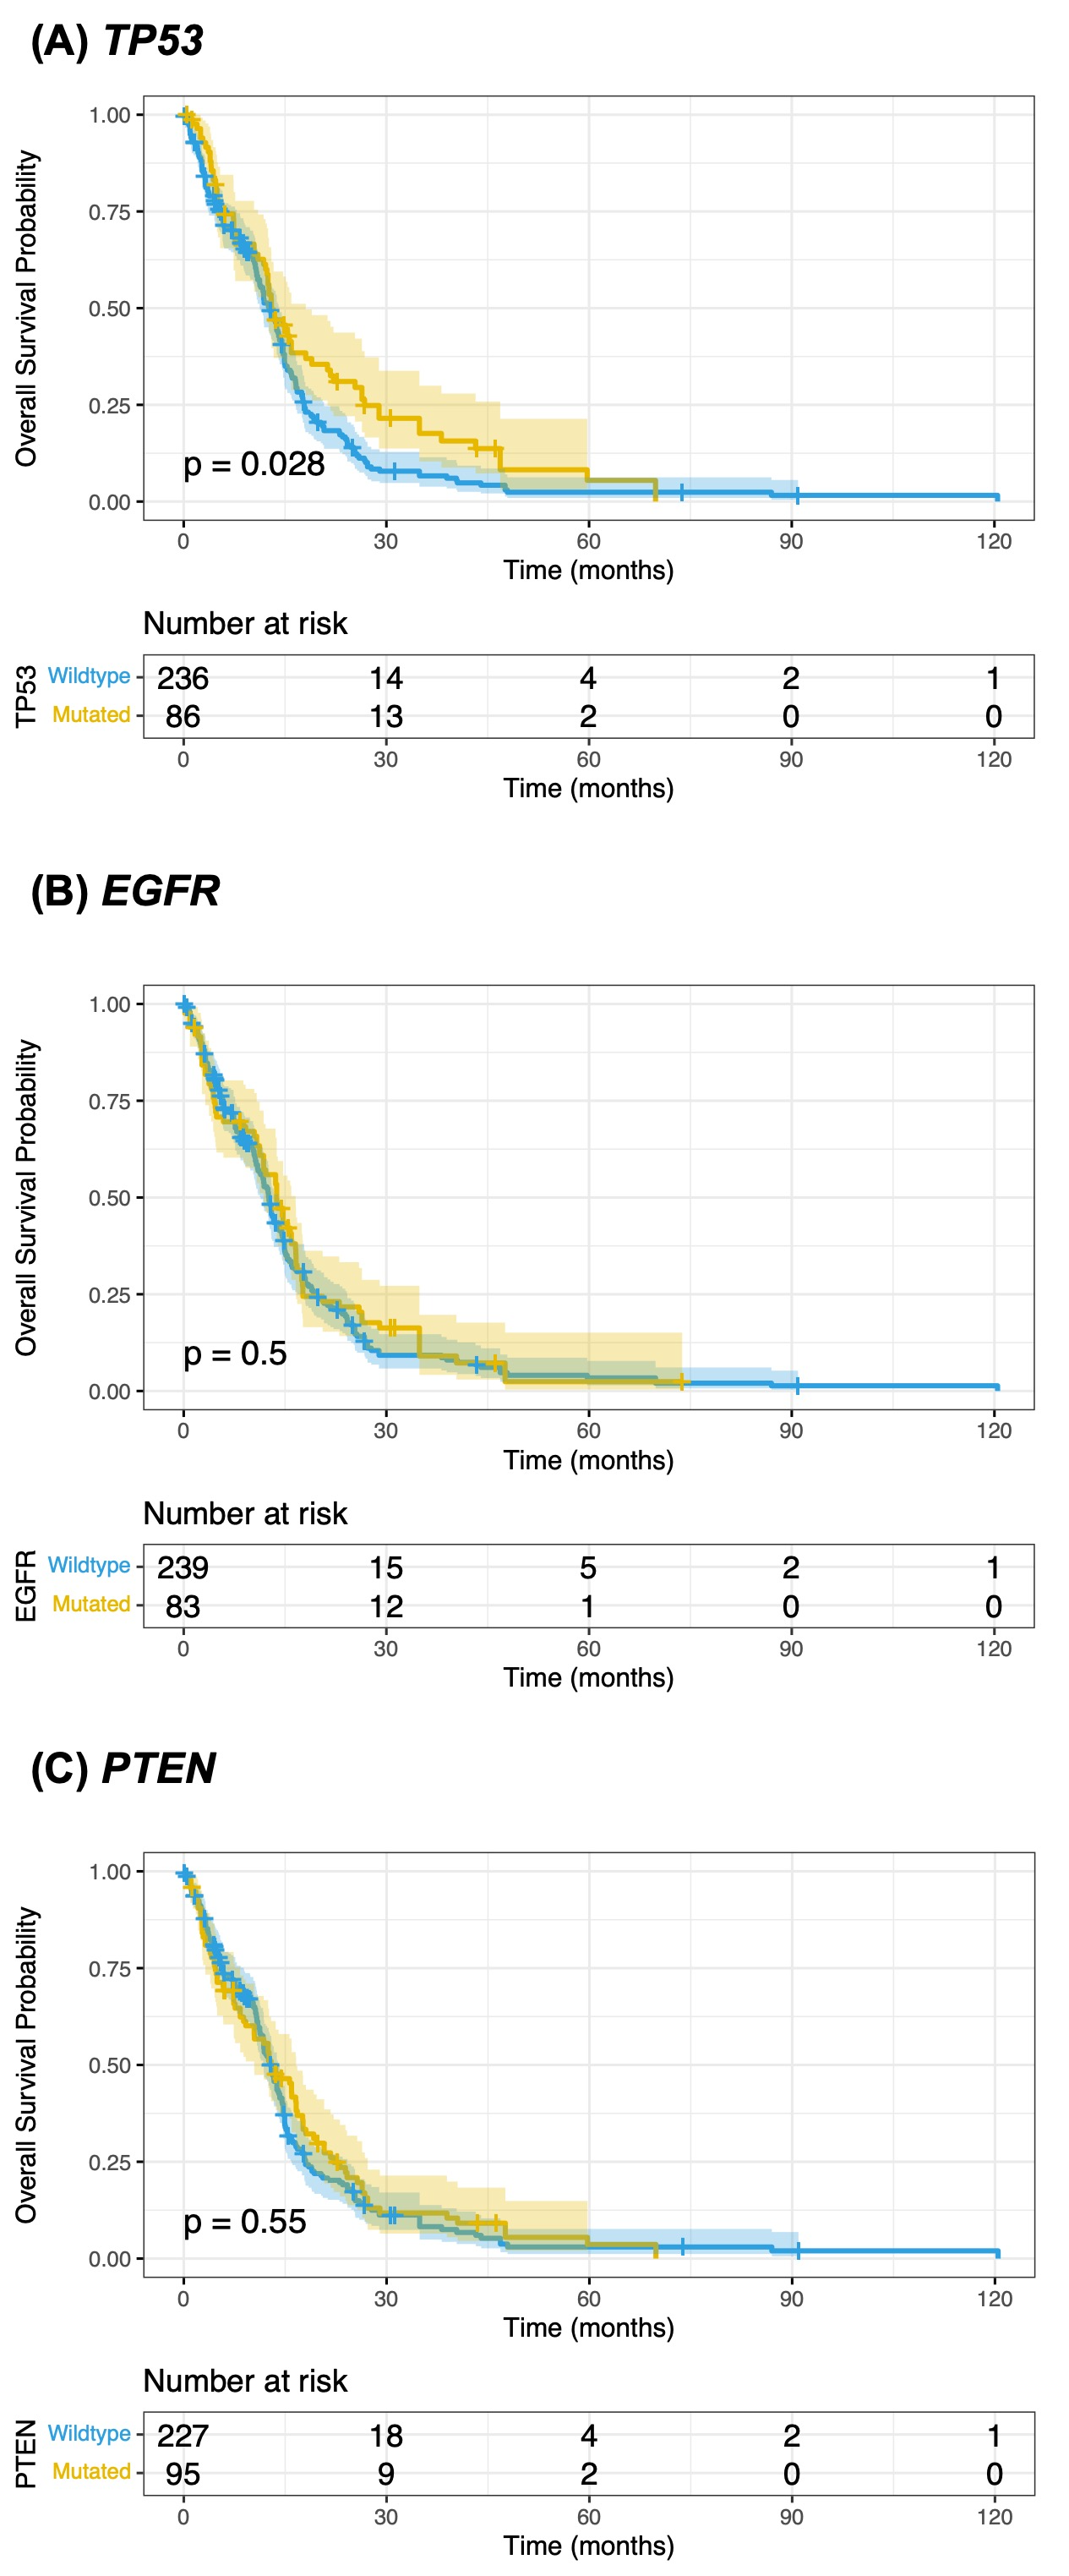 (A) TP53
Overall Survival Probability
1.00
0.75
0.50
0.25
0.00
p = 0.028
0 30 60 90 120
Time (months)
Number at risk
TP53
Wildtype 236 14 4 2 1
Mutated 86 13 2 0 0
0 30 60 90 120
Time (months)
(B) EGFR
Overall Survival Probability
1.00
0.75
0.50
0.25
0.00
p = 0.5
0 30 60 90 120
Time (months)
Number at risk
EGFR
Wildtype 239 15 5 2 1
Mutated 83 12 1 0 0
0 30 60 90 120
Time (months)
(C) PTEN
Overall Survival Probability
1.00
0.75
0.50
0.25
0.00
p = 0.55
0 30 60 90 120
Time (months)
Number at risk
PTEN
Wildtype 227 18 4 2 1
Mutated 95 9 2 0 0
0 30 60 90 120
Time (months)